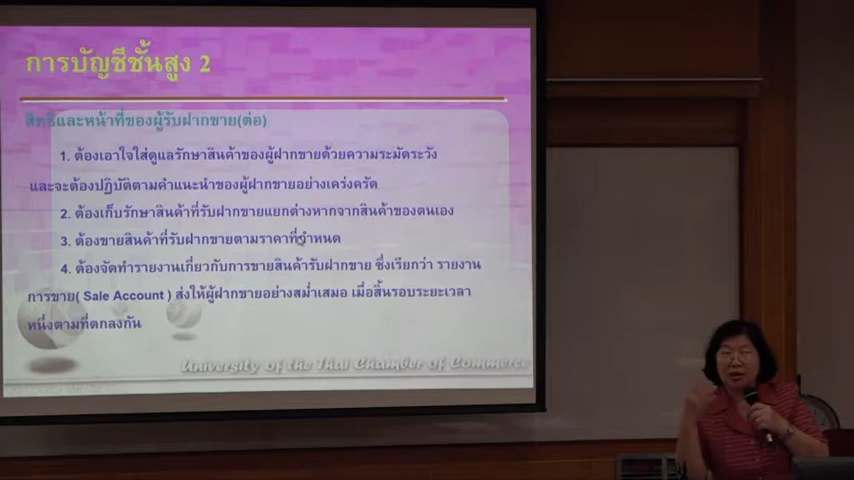 การบัญชีชั้นสูง 2
สิทธิและหน้าที่ของผู้รับฝากขาย(ต่อ)
1. ต้องเอาใจใส่ดูแลรักษาสินค้าของผู้ฝากขายด้วยความระมัดระวัง
และจะต้องปฏิบัติตามคำแนะนำของผู้ฝากขายอย่างเคร่งครัด
2. ต้องเก็บรักษาสินค้าที่รับฝากขายแยกต่างหากจากสินค้าของตนเอง
3. ต้องขายสินค้าที่รับฝากขายตามราคาที่กำหนด
4. ต้องจัดทำรายงานเกี่ยวกับการขายสินค้ารับฝากขาย ซึ่งเรียกว่า รายงาน
การขาย( Sale Account ) ส่งให้ผู้ฝากขายอย่างสม่ำเสมอ เมื่อสิ้นรอบระยะเวลา
หนึ่งตามที่ตกลงกัน
University of the Thai Chamber of Commerce